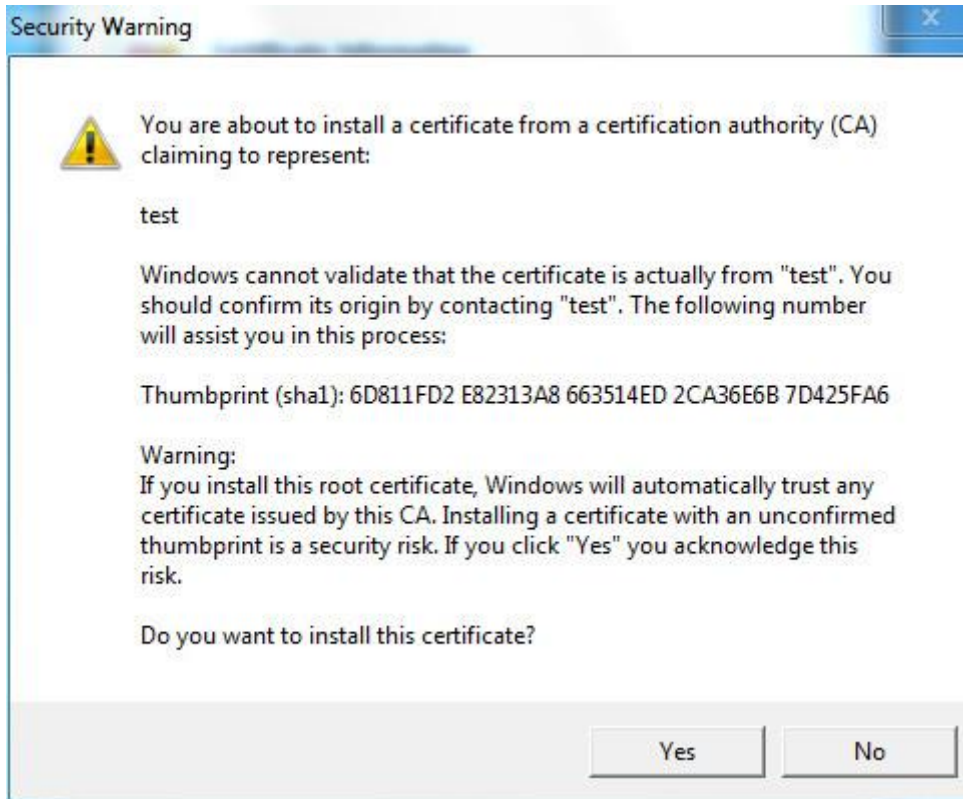 Security Warning
You are about to install a certificate from a certification authority (CA)
claiming to represent:
test
Windows cannot validate that the certificate is actually from "test". You
should confirm its origin by contacting "test". The following number
will assist you in this process:
Thumbprint (sha1): 6D811FD2 E82313A8 663514ED 2CA36E6B 7D425FA6
Warning:
If you install this root certificate, Windows will automatically trust any
certificate issued by this CA. Installing a certificate with an unconfirmed
thumbprint is a security risk. If you click "Yes" you acknowledge this
risk.
Do you want to install this certificate?
Yes
No